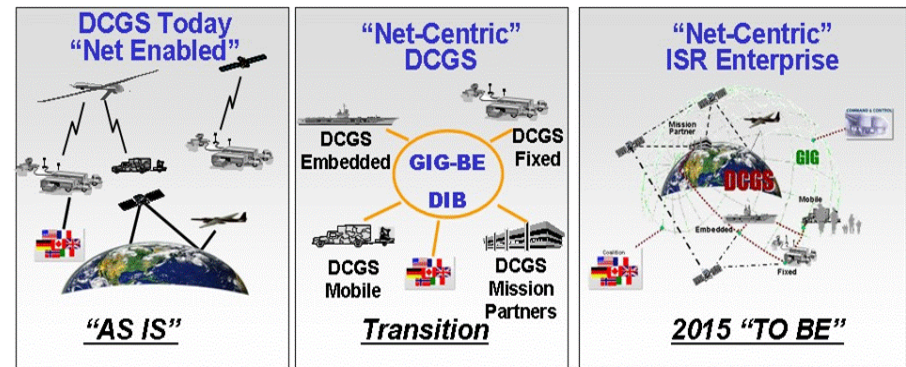 DCGS Today
“Net Enabled”
“AS IS”
“Net-Centric”
DCGS
DCGS
Embedded
DCGS
Fixed
GIG-BE
DIB
DCGS
Mobile
DCGS
Mission
Partners
Transition
“Net-Centric”
ISR Enterprise
COMMAND & CONTROL
Mission
Partner
GIG
DCGS
Mobile
Embedded
Coalition
Fixed
2015 “TO BE”